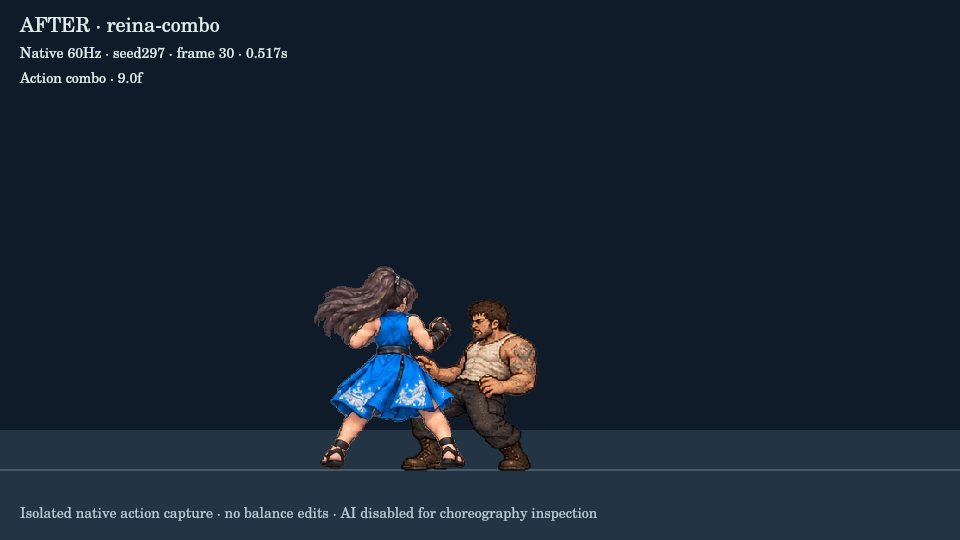 AFTER · reina-combo
Native 60Hz · seed297 · frame 30 · 0.517s
Action combo · 9.0f
Isolated native action capture · no balance edits · AI disabled for choreography inspection